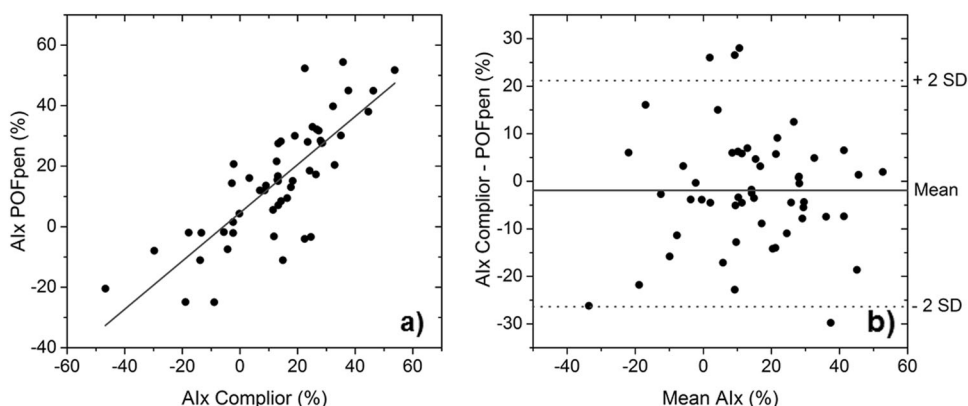 60
40
20
0
-20
-40
-60 -40 -20 0 20 40 60
AIx POFpen (%)
AIx Complior (%)
a)
30
20
10
0
-10
-20
-30
-40 -20 0 20 40 60
AIx Complior - POFpen (%)
Mean AIx (%)
+ 2 SD
Mean
- 2 SD
b)